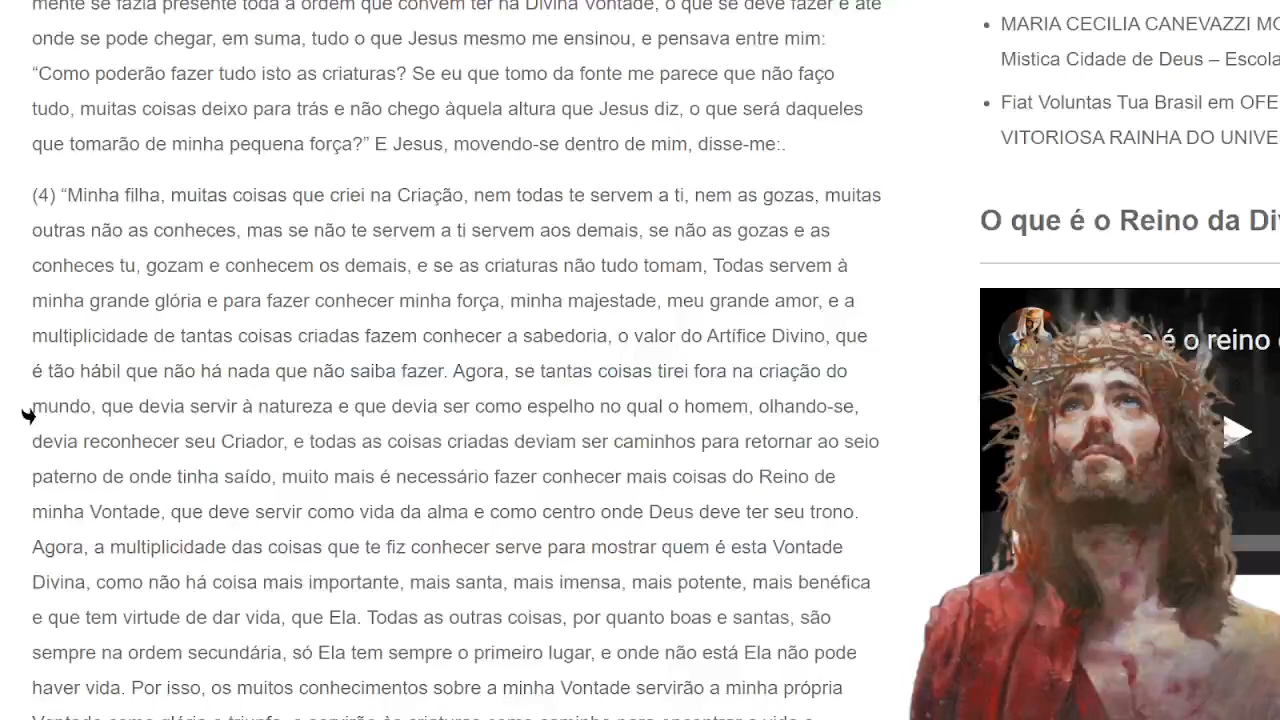 mente se fazia presente toda a ordem que convém ter na Divina Vontade, o que se deve fazer e até
onde se pode chegar, em suma, tudo o que Jesus mesmo me ensinou, e pensava entre mim:
“Como poderão fazer tudo isto as criaturas? Se eu que tomo da fonte me parece que não faço
tudo, muitas coisas deixo para trás e não chego àquela altura que Jesus diz, o que será daqueles
que tomarão de minha pequena força?” E Jesus, movendo-se dentro de mim, disse-me:.
(4) “Minha filha, muitas coisas que criei na Criação, nem todas te servem a ti, nem as gozas, muitas
outras não as conheces, mas se não te servem a ti servem aos demais, se não as gozas e as
conheces tu, gozam e conhecem os demais, e se as criaturas não tudo tomam, Todas servem à
minha grande glória e para fazer conhecer minha força, minha majestade, meu grande amor, e a
multiplicidade de tantas coisas criadas fazem conhecer a sabedoria, o valor do Artífice Divino, que
é tão hábil que não há nada que não saiba fazer. Agora, se tantas coisas tirei fora na criação do
mundo, que devia servir à natureza e que devia ser como espelho no qual o homem, olhando-se,
devia reconhecer seu Criador, e todas as coisas criadas deviam ser caminhos para retornar ao seio
paterno de onde tinha saído, muito mais é necessário fazer conhecer mais coisas do Reino de
minha Vontade, que deve servir como vida da alma e como centro onde Deus deve ter seu trono.
Agora, a multiplicidade das coisas que te fiz conhecer serve para mostrar quem é esta Vontade
Divina, como não há coisa mais importante, mais santa, mais imensa, mais potente, mais benéfica
e que tem virtude de dar vida, que Ela. Todas as outras coisas, por quanto boas e santas, são
sempre na ordem secundária, só Ela tem sempre o primeiro lugar, e onde não está Ela não pode
haver vida. Por isso, os muitos conhecimentos sobre a minha Vontade servirão a minha própria
MARIA CECILIA CANEVAZZI MO
Mistica Cidade de Deus – Escola
Fiat Voluntas Tua Brasil em OFE
VITORIOSA RAINHA DO UNIVE
O que é o Reino da Di
é o reino